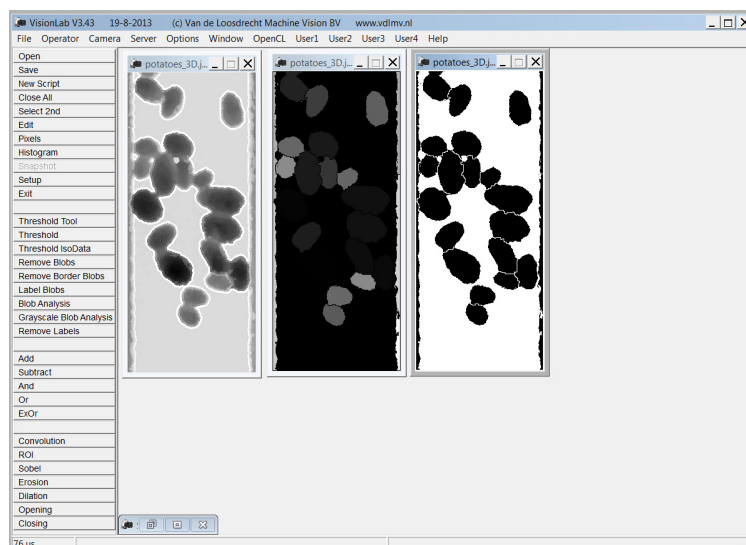 VisionLab V3.43 19-8-2013 (c) Van de Loosdrecht Machine Vision BV www.vdlmv.nl
File Operator Camera Server Options Window OpenCL User1 User2 User3 User4 Help
Open
Save
New Script
Close All
Select 2nd
Edit
Pixels
Histogram
Snapshot
Setup
Exit
Threshold Tool
Threshold
Threshold IsoData
Remove Blobs
Remove Border Blobs
Label Blobs
Blob Analysis
Grayscale Blob Analysis
Remove Labels
Add
Subtract
And
Or
ExOr
Convolution
ROI
Sobel
Erosion
Dilation
Opening
Closing
potatoes_3D.j...
potatoes_3D.j...
potatoes_3D.j...
76 us